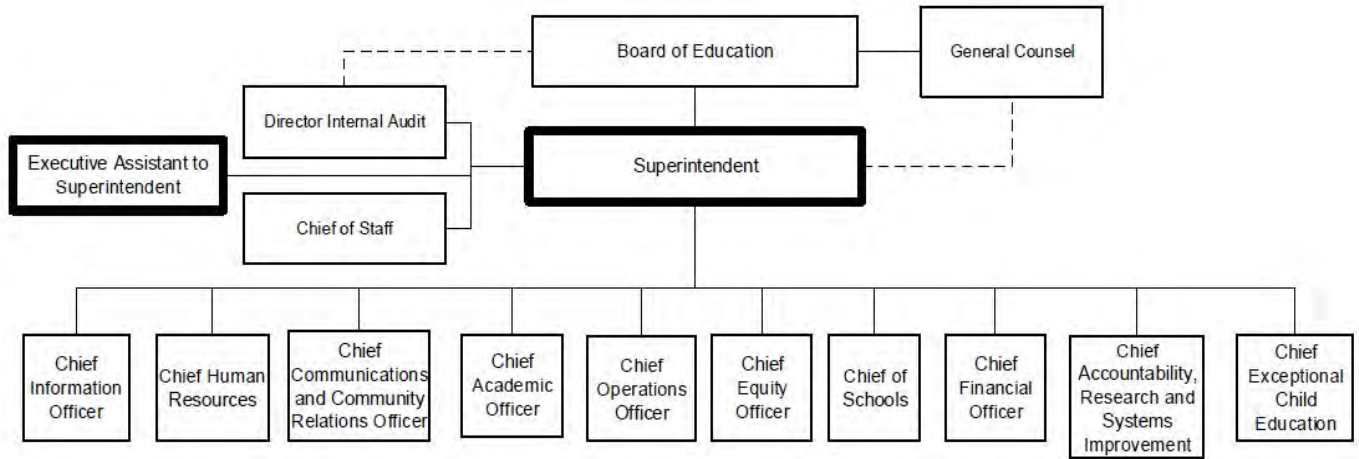 Board of Education
General Counsel
Director Internal Audit
Executive Assistant to
Superintendent
Superintendent
Chief of Staff
Chief
Information
Officer
Chief Human
Resources
Chief
Communications
and Community
Relations Officer
Chief
Academic
Officer
Chief
Operations
Officer
Chief
Equity
Officer
Chief of
Schools
Chief
Financial
Officer
Chief
Accountability,
Research and
Systems
Improvement
Chief
Exceptional
Child
Education